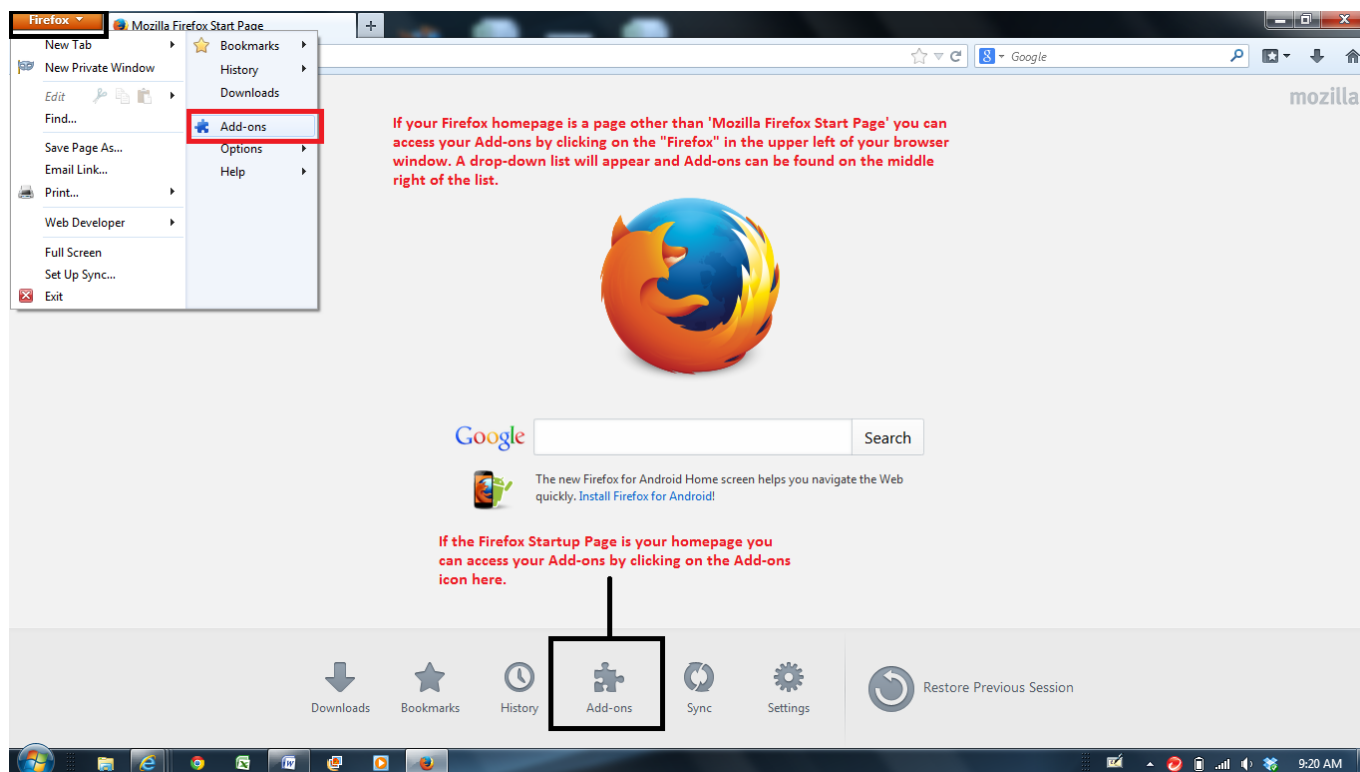 Firefox
Mozilla Firefox Start Page
+
New Tab
New Private Window
Edit
Find...
Save Page As...
Email Link...
Print...
Web Developer
Full Screen
Set Up Sync...
Exit
Bookmarks
History
Downloads
Add-ons
Options
Help
8 Google
mozilla
If your Firefox homepage is a page other than 'Mozilla Firefox Start Page' you can
access your Add-ons by clicking on the "Firefox" in the upper left of your browser
window. A drop-down list will appear and Add-ons can be found on the middle
right of the list.
Google
Search
The new Firefox for Android Home screen helps you navigate the Web
quickly. Install Firefox for Android!
If the Firefox Startup Page is your homepage you
can access your Add-ons by clicking on the Add-ons
icon here.
Downloads
Bookmarks
History
Add-ons
Sync
Settings
Restore Previous Session
9:20 AM